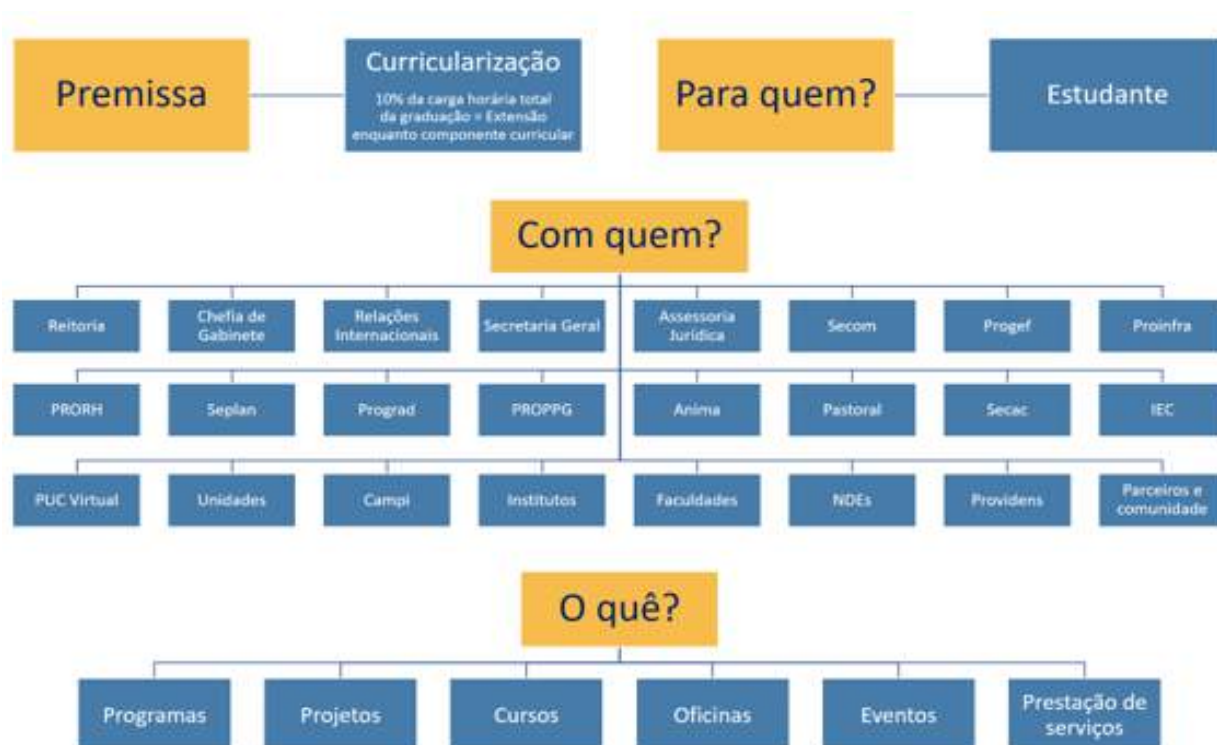 Premissa
Curricularização
10% da carga horária total
da graduação = Extensão
enquanto componente curricular
Para quem?
Estudante
Com quem?
Reitoria
Chefia de
Gabinete
Relações
Internacionais
Secretaria Geral
Assessoria
Jurídica
Secom
Progef
Proinfra
PRORH
Seplan
Prograd
PROPPG
Anima
Pastoral
Secac
IEC
PUC Virtual
Unidades
Campi
Institutos
Faculdades
NDEs
Providens
Parceiros e
comunidade
O quê?
Programas
Projetos
Cursos
Oficinas
Eventos
Prestação de
serviços